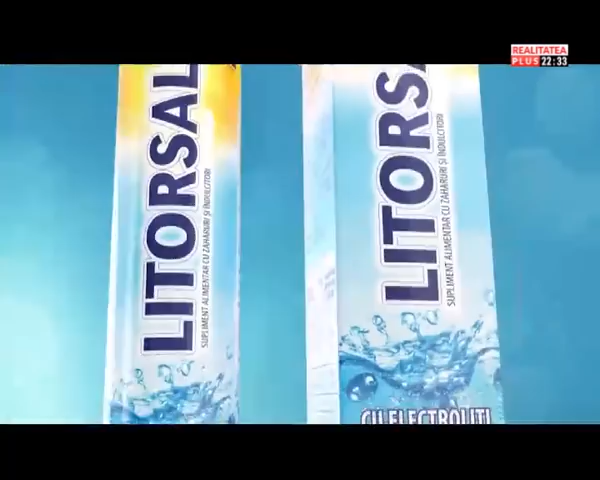 REALITATEA
PLUS 22:33
LITORSAL
SUPLIMENT ALIMENTAR CU ZAHARURI ȘI ÎNDULCITORI
LITORSA
SUPLIMENT ALIMENTAR CU ZAHARURI ȘI ÎNDULCITORI
CU ELECTROLIȚI